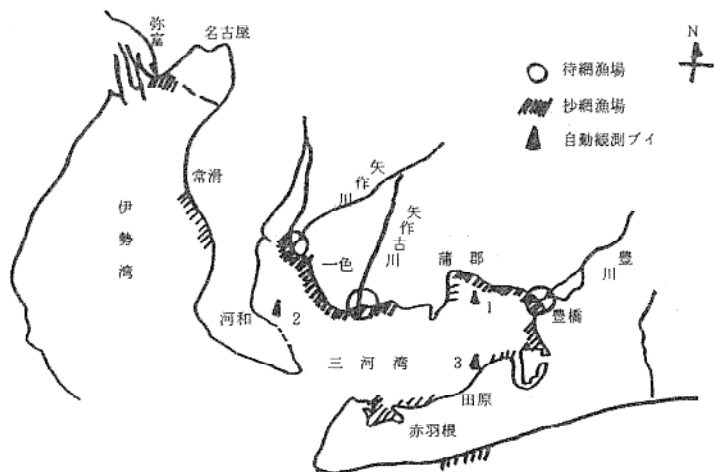 弥富
名古屋
N
待網漁場
抄網漁場
自動観測ブイ
常滑
伊勢湾
矢作川
矢作古川
一色
蒲郡
豊川
1
豊橋
2
河和
三河湾
3
田原
赤羽根